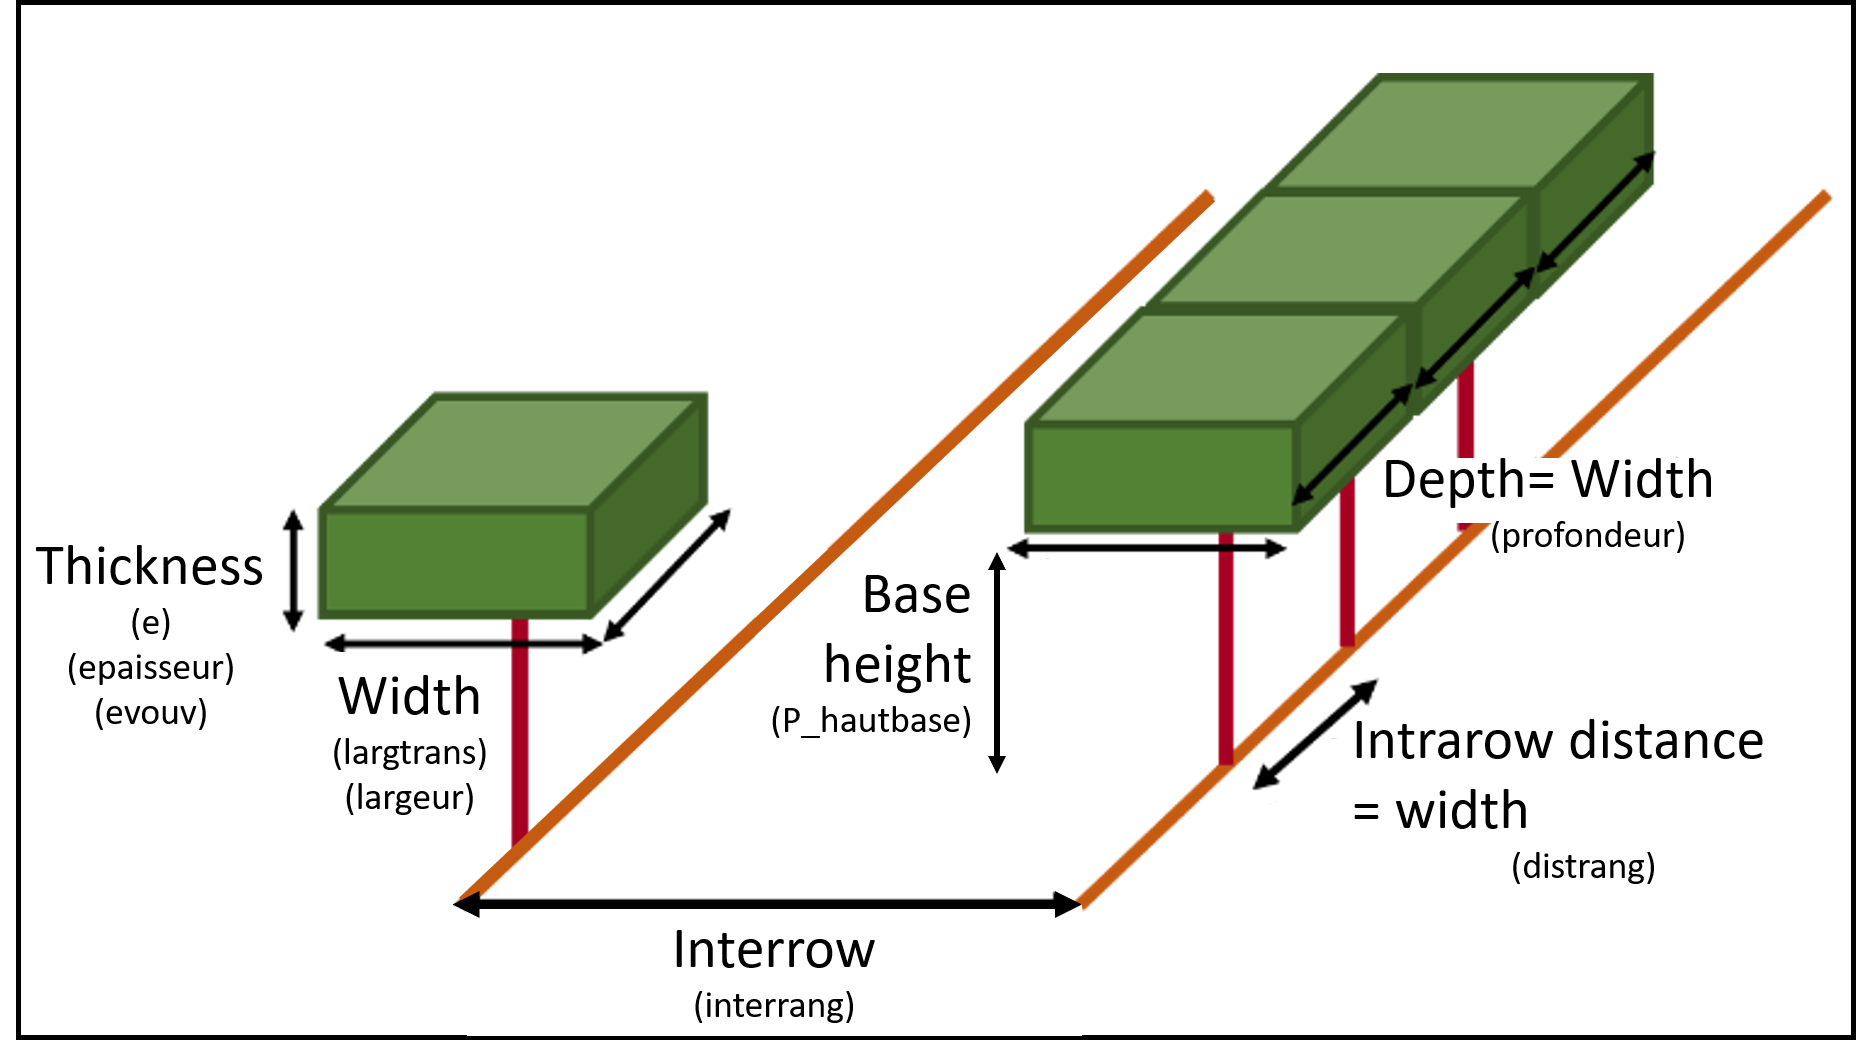 Thickness
(e)
(epaisseur)
(evouv)
Width
(largtrans)
(largeur)
Base
height
(P_hautbase)
Depth= Width
(profondeur)
Intrarow distance
= width
(distrang)
Interrow
(interrang)